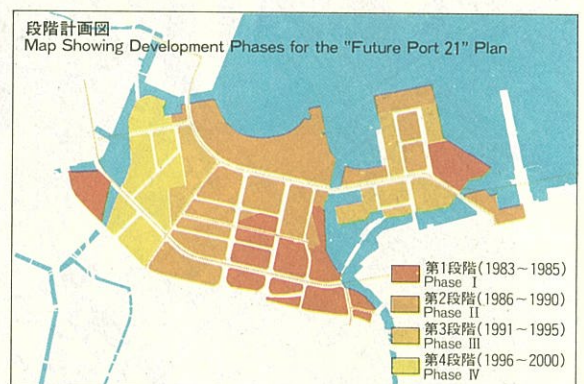 段階計画図
Map Showing Development Phases for the "Future Port 21" Plan
第1段階(1983~1985)
Phase I
第2段階(1986~1990)
Phase II
第3段階(1991~1995)
Phase III
第4段階(1996~2000)
Phase IV